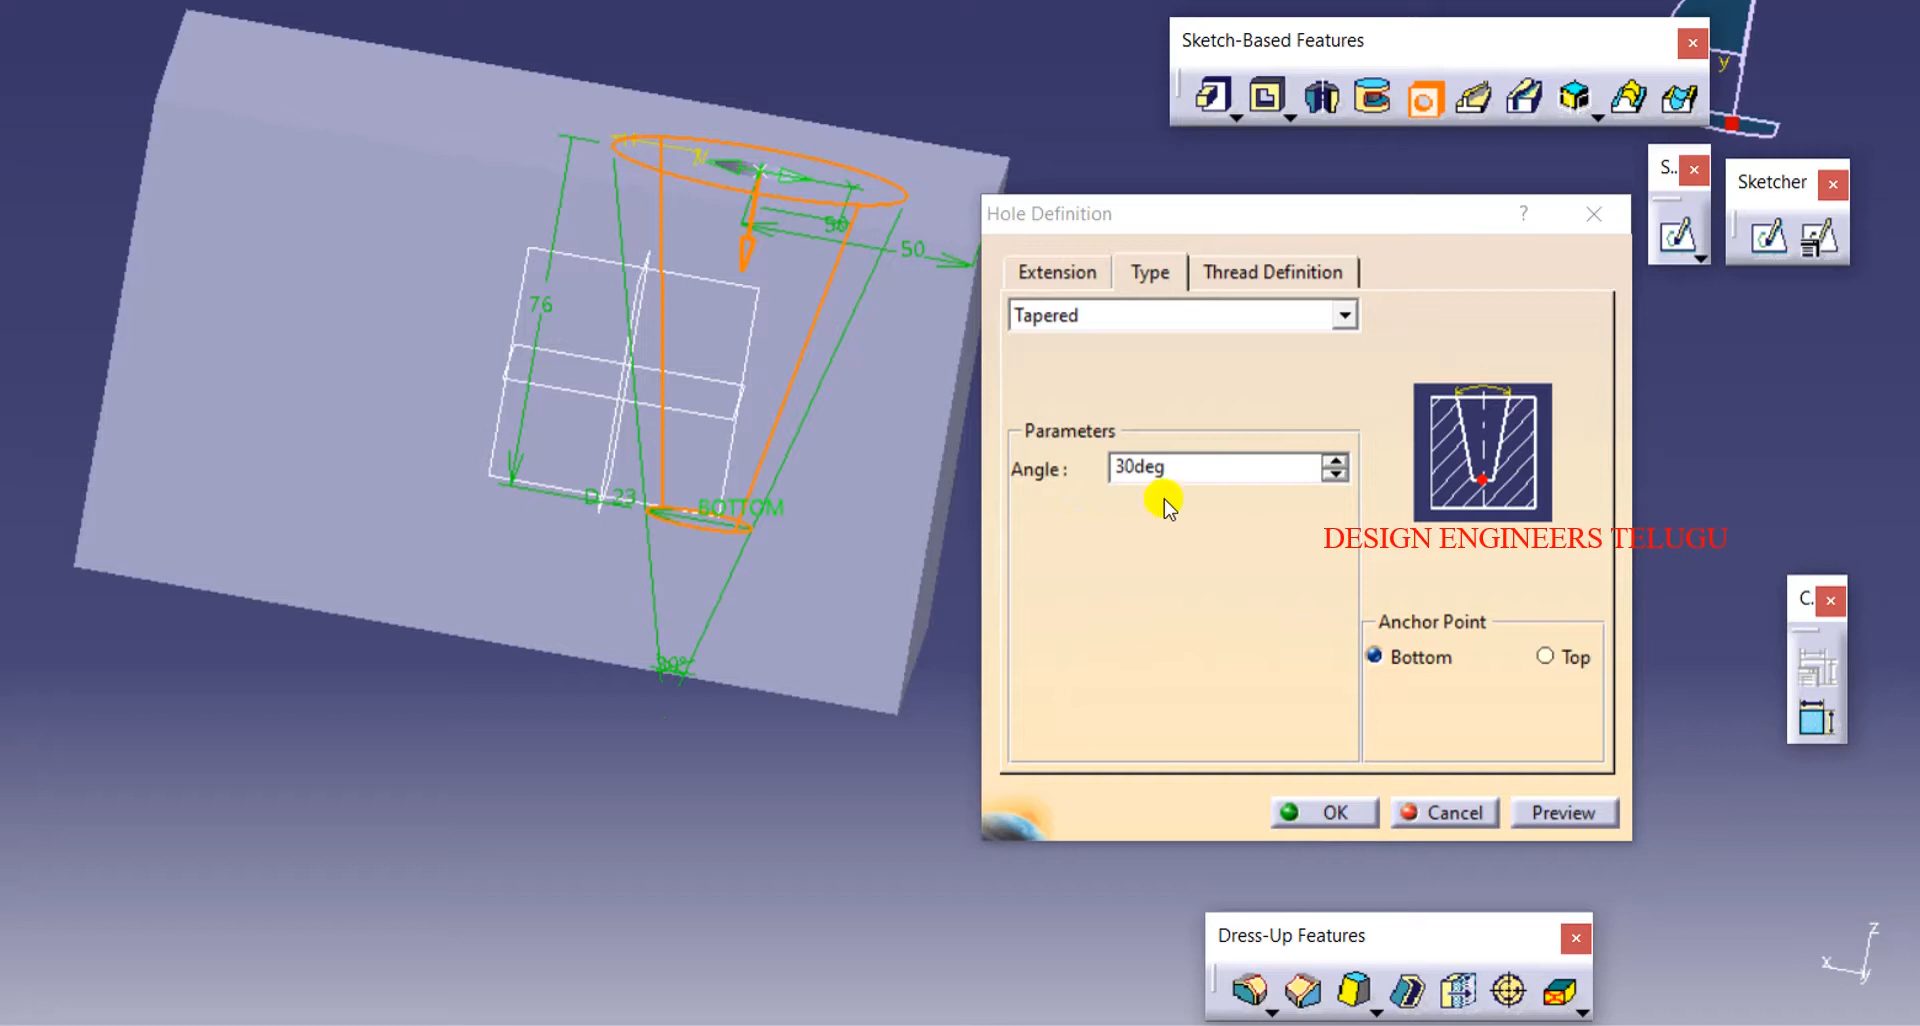 Sketch-Based Features
y
S..
Sketcher
Hole Definition
?
Extension
Type
Thread Definition
Tapered
Parameters
Angle :
30deg
DESIGN ENGINEERS TELUGU
Anchor Point
Bottom
Top
OK
Cancel
Preview
50
50
76
D 23
BOTTOM
30°
C.
Dress-Up Features
z
x
y